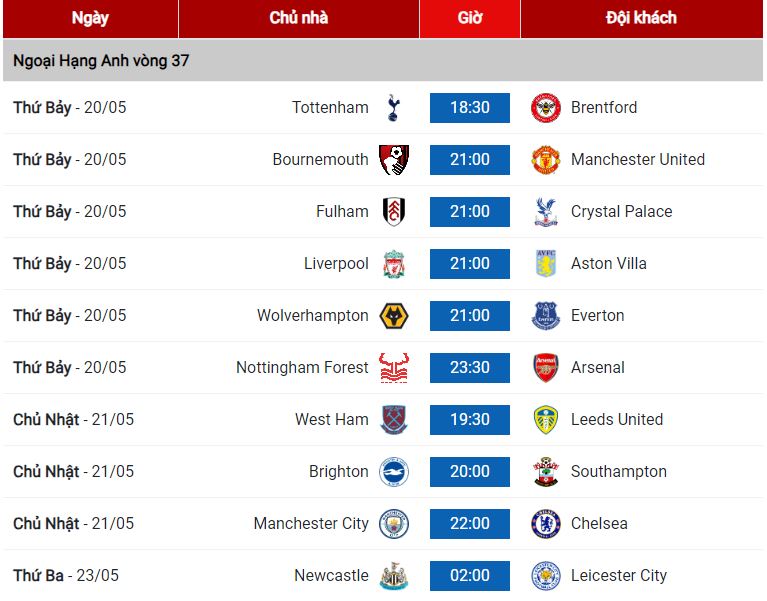 Ngày Chủ nhà Giờ Đội khách
Ngoại Hạng Anh vòng 37
Thứ Bảy - 20/05 Tottenham 18:30 Brentford
Thứ Bảy - 20/05 Bournemouth 21:00 Manchester United
Thứ Bảy - 20/05 Fulham 21:00 Crystal Palace
Thứ Bảy - 20/05 Liverpool 21:00 Aston Villa
Thứ Bảy - 20/05 Wolverhampton 21:00 Everton
Thứ Bảy - 20/05 Nottingham Forest 23:30 Arsenal
Chủ Nhật - 21/05 West Ham 19:30 Leeds United
Chủ Nhật - 21/05 Brighton 20:00 Southampton
Chủ Nhật - 21/05 Manchester City 22:00 Chelsea
Thứ Ba - 23/05 Newcastle 02:00 Leicester City